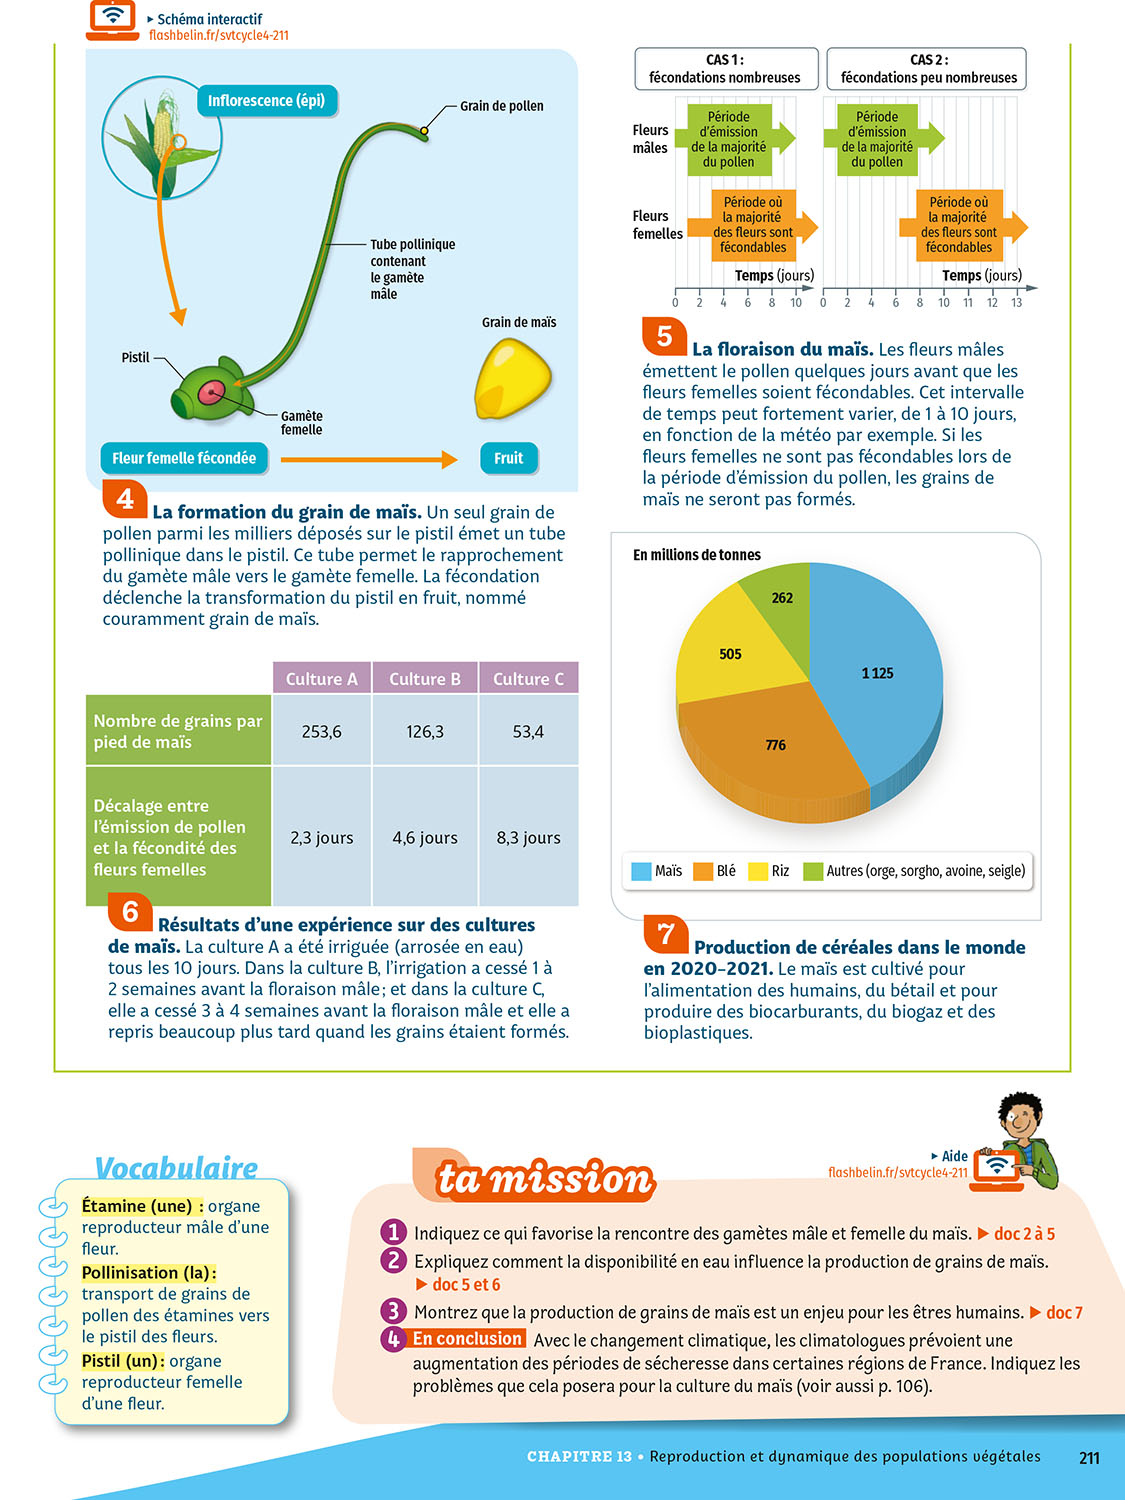 ▶ Schéma interactif
flashbelin.fr/svtcycle4-211
Inflorescence (épi)
Grain de pollen
Tube pollinique
contenant
le gamète
mâle
Grain de maïs
Pistil
Gamète
femelle
Fleur femelle fécondée
Fruit
4 La formation du grain de maïs. Un seul grain de
pollen parmi les milliers déposés sur le pistil émet un tube
pollinique dans le pistil. Ce tube permet le rapprochement
du gamète mâle vers le gamète femelle. La fécondation
déclenche la transformation du pistil en fruit, nommé
couramment grain de maïs.
CAS 1 :
fécondations nombreuses
CAS 2 :
fécondations peu nombreuses
Fleurs
mâles
Période
d'émission
de la majorité
du pollen
Période
d'émission
de la majorité
du pollen
Fleurs
femelles
Période où
la majorité
des fleurs sont
fécondables
Période où
la majorité
des fleurs sont
fécondables
Temps (jours)
Temps (jours)
0 2 4 6 8 10
0 2 4 6 8 10 11 12 13
5 La floraison du maïs. Les fleurs mâles
émettent le pollen quelques jours avant que les
fleurs femelles soient fécondables. Cet intervalle
de temps peut fortement varier, de 1 à 10 jours,
en fonction de la météo par exemple. Si les
fleurs femelles ne sont pas fécondables lors de
la période d'émission du pollen, les grains de
maïs ne seront pas formés.
Culture A Culture B Culture C
Nombre de grains par
pied de maïs
253,6 126,3 53,4
Décalage entre
l'émission de pollen
et la fécondité des
fleurs femelles
2,3 jours 4,6 jours 8,3 jours
6 Résultats d'une expérience sur des cultures
de maïs. La culture A a été irriguée (arrosée en eau)
tous les 10 jours. Dans la culture B, l'irrigation a cessé 1 à
2 semaines avant la floraison mâle ; et dans la culture C,
elle a cessé 3 à 4 semaines avant la floraison mâle et elle a
repris beaucoup plus tard quand les grains étaient formés.
En millions de tonnes
262
505
1 125
776
Maïs Blé Riz Autres (orge, sorgho, avoine, seigle)
7 Production de céréales dans le monde
en 2020–2021. Le maïs est cultivé pour
l'alimentation des humains, du bétail et pour
produire des biocarburants, du biogaz et des
bioplastiques.
Vocabulaire
Étamine (une) : organe
reproducteur mâle d'une
fleur.
Pollinisation (la) :
transport de grains de
pollen des étamines vers
le pistil des fleurs.
Pistil (un) : organe
reproducteur femelle
d'une fleur.
ta mission
▶ Aide
flashbelin.fr/svtcycle4-211
1 Indiquez ce qui favorise la rencontre des gamètes mâle et femelle du maïs. ▶ doc 2 à 5
2 Expliquez comment la disponibilité en eau influence la production de grains de maïs.
▶ doc 5 et 6
3 Montrez que la production de grains de maïs est un enjeu pour les êtres humains. ▶ doc 7
4 En conclusion Avec le changement climatique, les climatologues prévoient une
augmentation des périodes de sécheresse dans certaines régions de France. Indiquez les
problèmes que cela posera pour la culture du maïs (voir aussi p. 106).
CHAPITRE 13 • Reproduction et dynamique des populations végétales 211